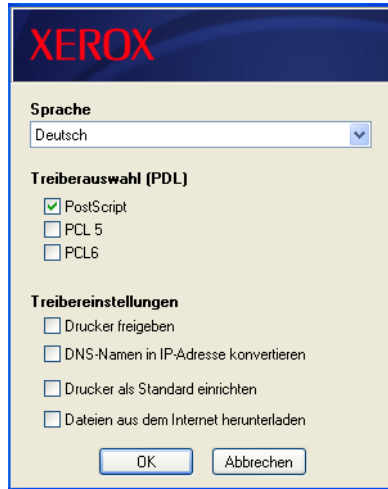 XEROX
Sprache
Deutsch
Treiberauswahl (PDL)
PostScript
PCL 5
PCL6
Treibereinstellungen
Drucker freigeben
DNS-Namen in IP-Adresse konvertieren
Drucker als Standard einrichten
Dateien aus dem Internet herunterladen
OK Abbrechen